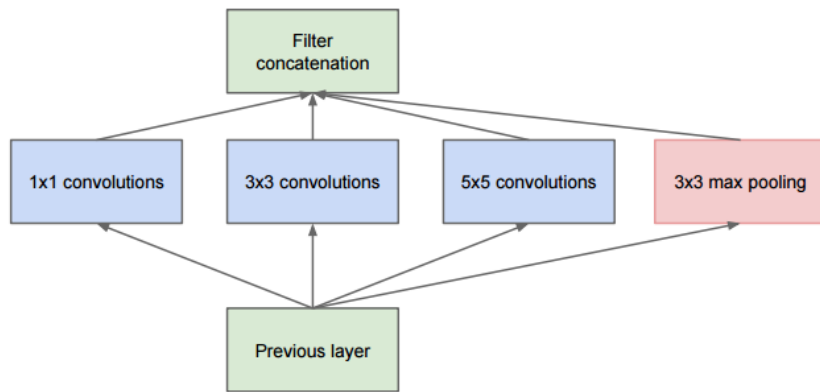 Filter
concatenation
1x1 convolutions
3x3 convolutions
5x5 convolutions
3x3 max pooling
Previous layer